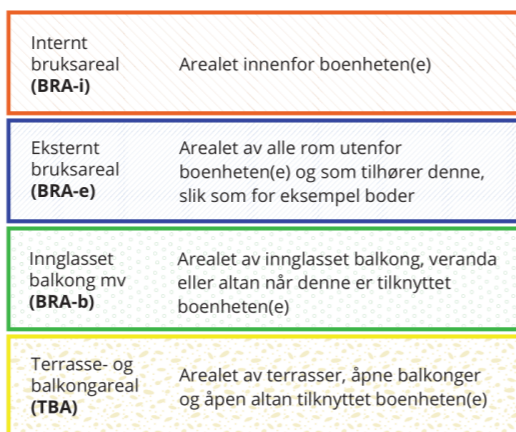 Internt
bruksareal
(BRA-i)
Arealet innenfor boenheten(e)
Eksternt
bruksareal
(BRA-e)
Arealet av alle rom utenfor
boenheten(e) og som tilhører denne,
slik som for eksempel boder
Innglasset
balkong mv
(BRA-b)
Arealet av innglasset balkong, veranda
eller altan når denne er tilknyttet
boenheten(e)
Terrasse- og
balkongareal
(TBA)
Arealet av terrasser, åpne balkonger
og åpen altan tilknyttet boenheten(e)